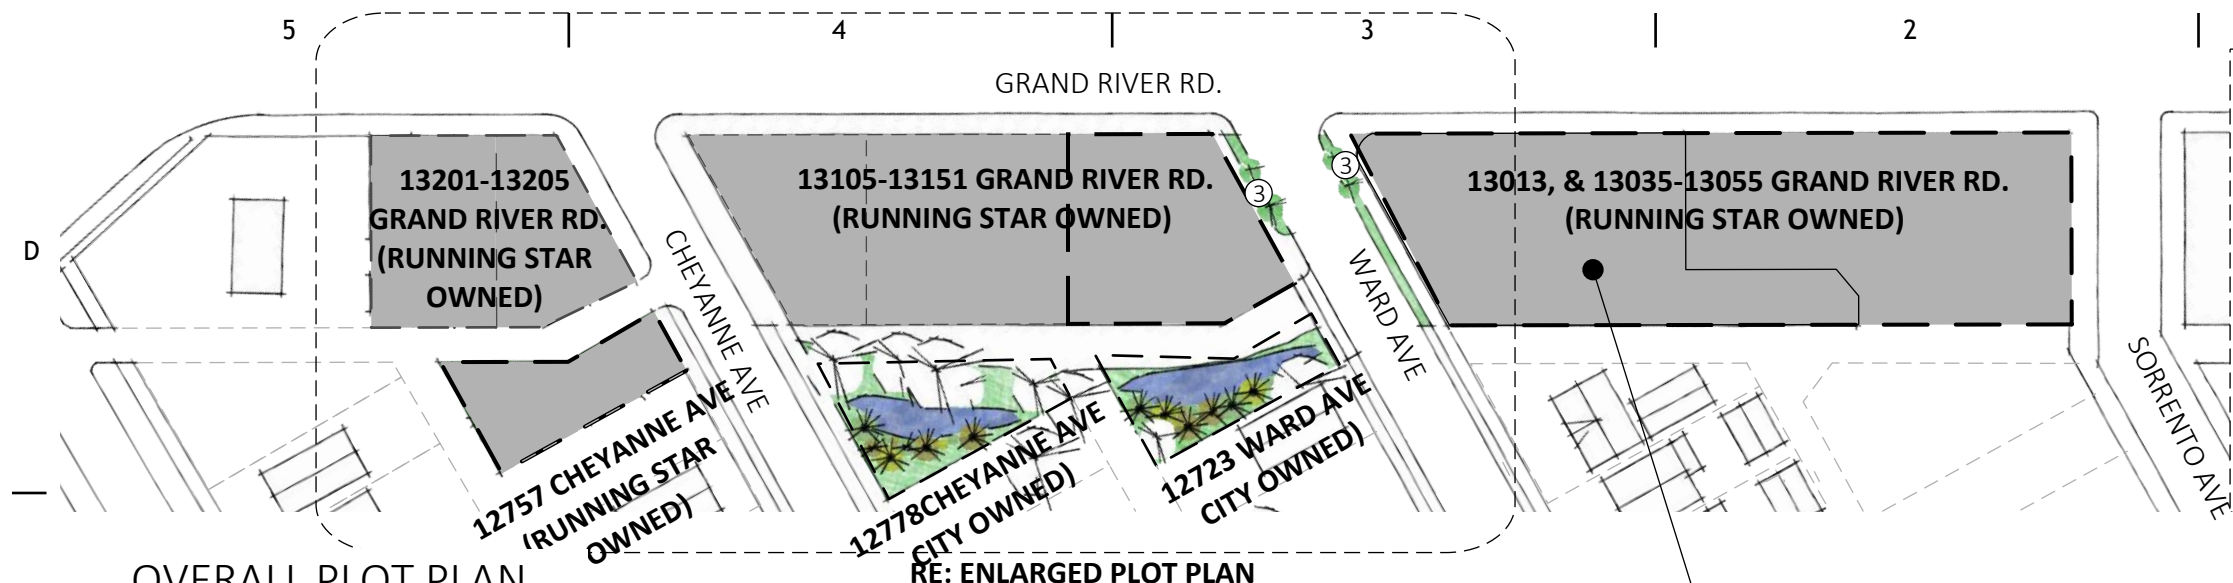 5
4
3
2
GRAND RIVER RD.
13201-13205
GRAND RIVER RD.
(RUNNING STAR
OWNED)
13105-13151 GRAND RIVER RD.
(RUNNING STAR OWNED)
3
3
13013, & 13035-13055 GRAND RIVER RD.
(RUNNING STAR OWNED)
D
CHEYANNE AVE
WARD AVE
SORRENTO AVE
12757 CHEYANNE AVE
(RUNNING STAR
OWNED)
12778CHEYANNE AVE
CITY OWNED)
12723 WARD AVE
CITY OWNED)
OVERALL PLOT PLAN
RE: ENLARGED PLOT PLAN